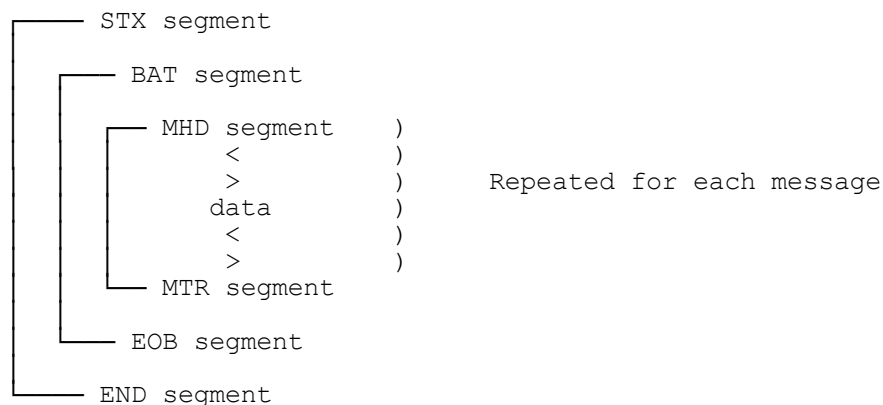 STX segment
BAT segment
MHD segment )
< )
> ) Repeated for each message
data )
< )
> )
MTR segment
EOB segment
END segment